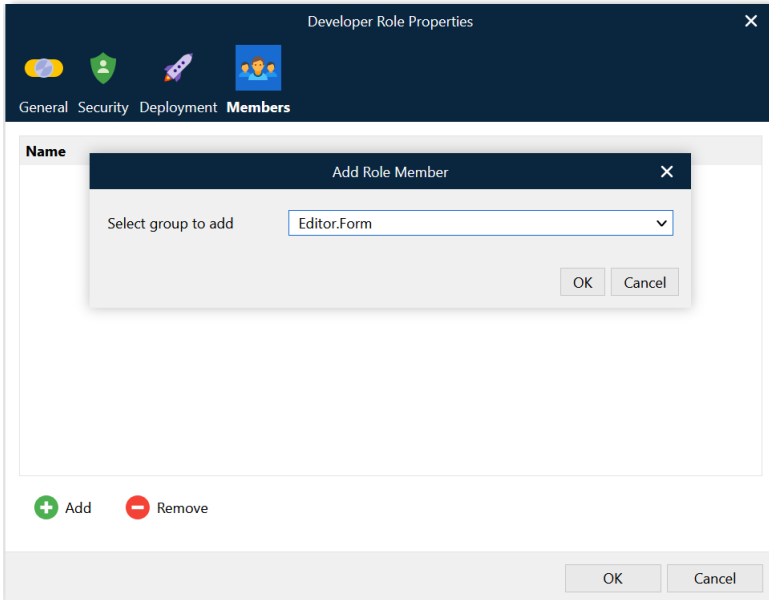 Developer Role Properties
General Security Deployment Members
Name
Add Role Member
Select group to add Editor.Form
OK Cancel
Add Remove
OK Cancel